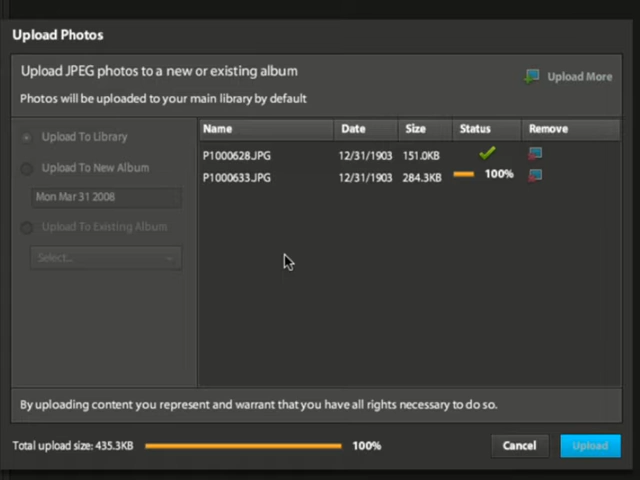 Upload Photos
Upload JPEG photos to a new or existing album
Upload More
Photos will be uploaded to your main library by default
Upload To Library
Upload To New Album
Mon Mar 31 2008
Upload To Existing Album
Select...
Name Date Size Status Remove
P1000628.JPG 12/31/1903 151.0KB
P1000633.JPG 12/31/1903 284.3KB 100%
By uploading content you represent and warrant that you have all rights necessary to do so.
Total upload size: 435.3KB 100% Cancel Upload